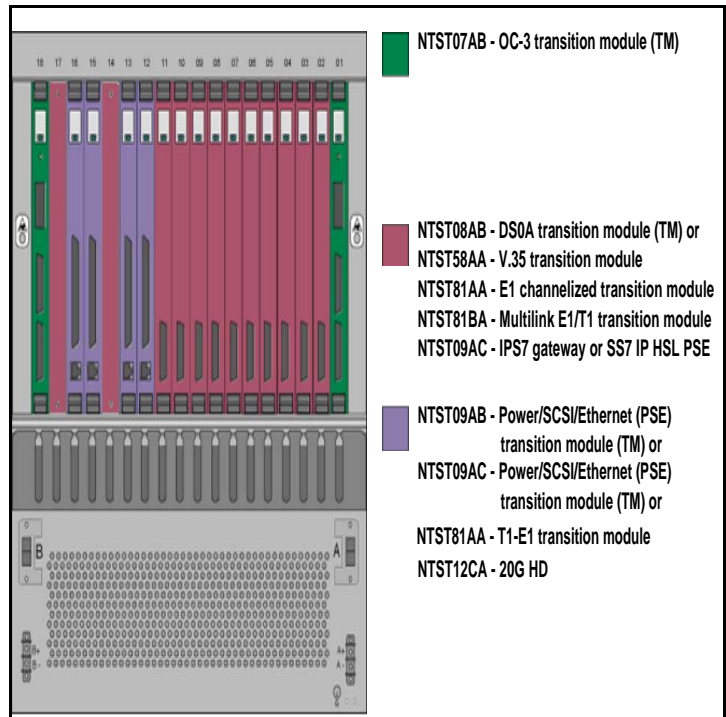 18 17 16 15 14 13 12 11 10 09 08 07 06 05 04 03 02 01
NTST07AB - OC-3 transition module (TM)
NTST08AB - DS0A transition module (TM) or
NTST58AA - V.35 transition module
NTST81AA - E1 channelized transition module
NTST81BA - Multilink E1/T1 transition module
NTST09AC - IPS7 gateway or SS7 IP HSL PSE
NTST09AB - Power/SCSI/Ethernet (PSE)
transition module (TM) or
NTST09AC - Power/SCSI/Ethernet (PSE)
transition module (TM) or
NTST81AA - T1-E1 transition module
NTST12CA - 20G HD
B
A
B+
B-
A+
A-